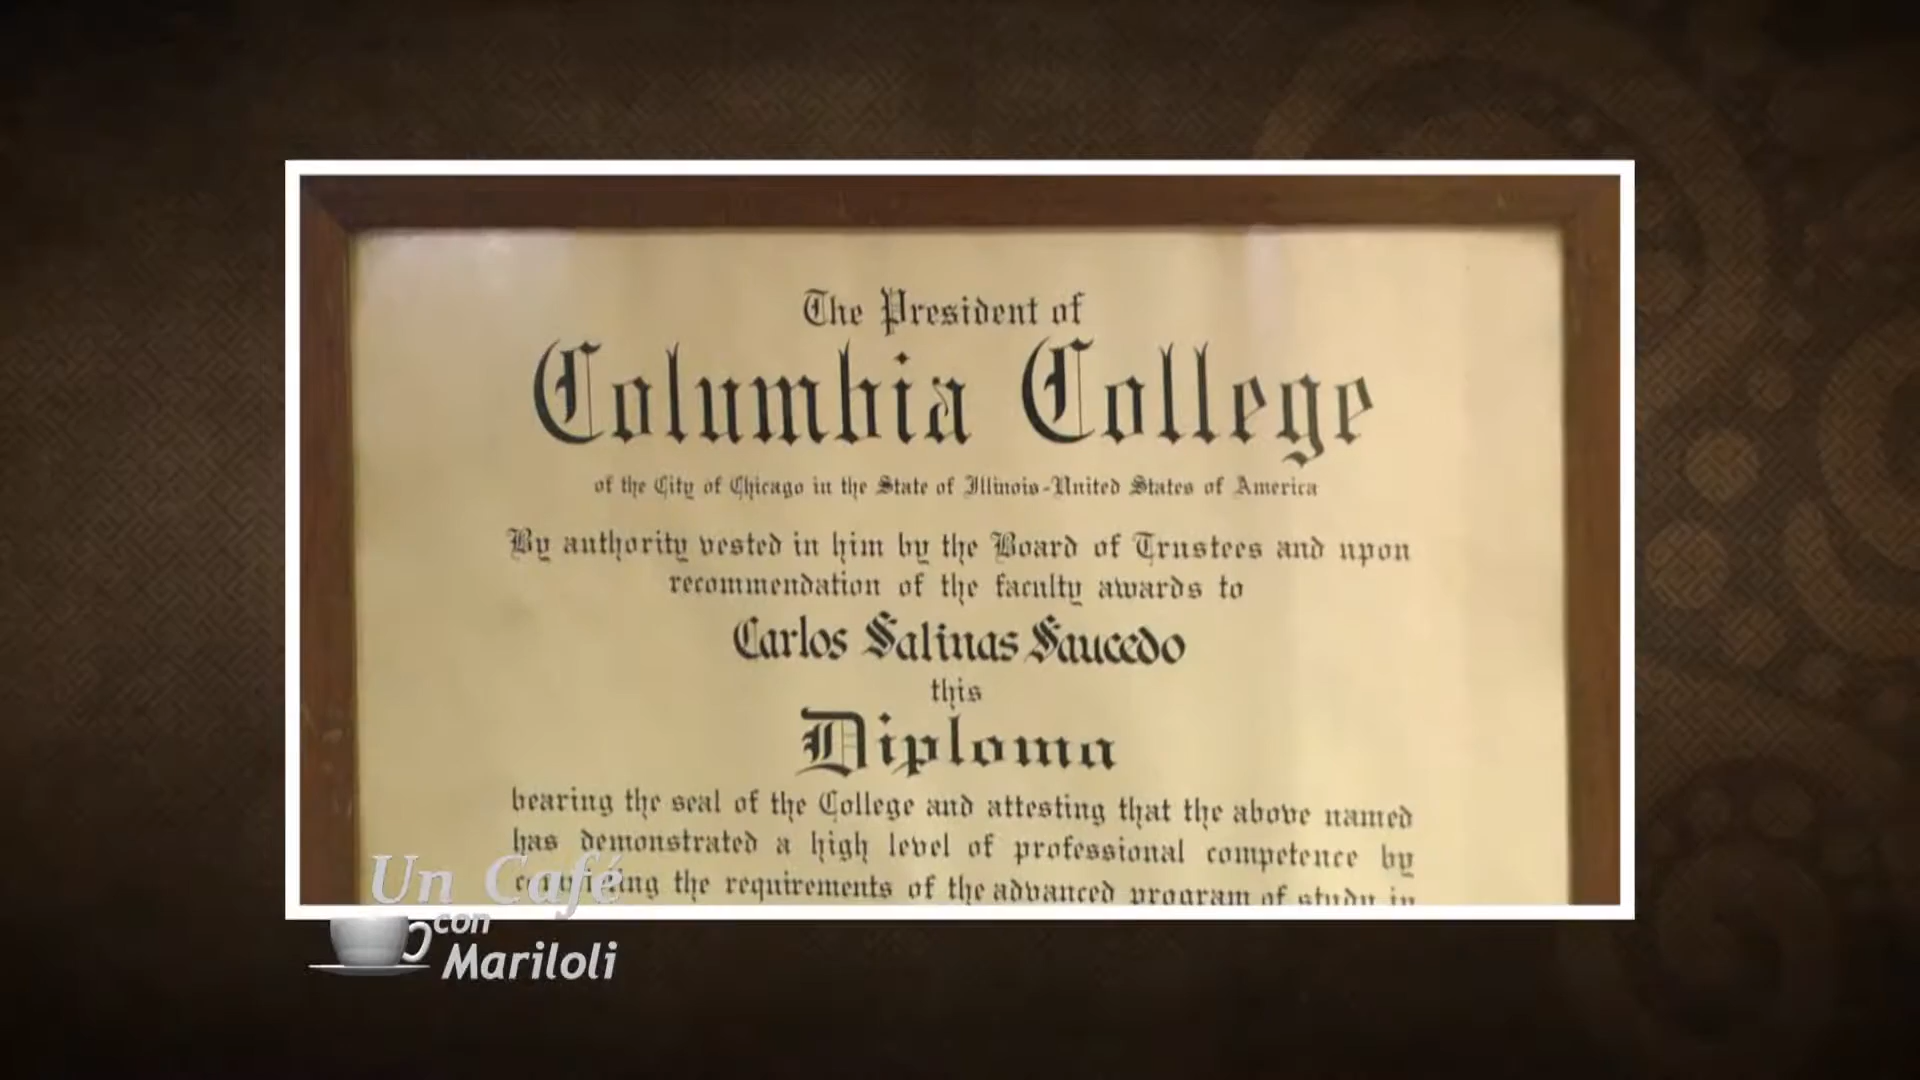 The President of
Columbia College
of the City of Chicago in the State of Illinois-United States of America
By authority vested in him by the Board of Trustees and upon
recommendation of the faculty awards to
Carlos Salinas Saucedo
this
Diploma
bearing the seal of the College and attesting that the above named
has demonstrated a high level of professional competence by
completing the requirements of the advanced program of study in
Un Café
con
Mariloli